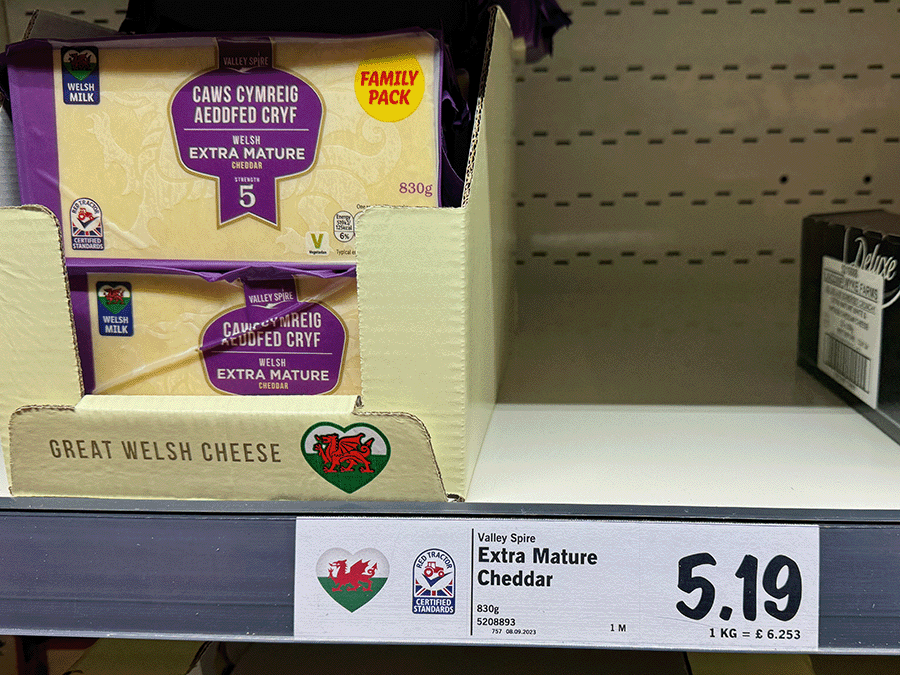 VALLEY SPIRE
WELSH
MILK
CAWS CYMREIG
AEDDFED CRYF
WELSH
EXTRA MATURE
CHEDDAR
STRENGTH
5
FAMILY
PACK
830g
RED TRACTOR
CERTIFIED
STANDARDS
V
Vegetarian
Energy
6%
VALLEY SPIRE
WELSH
MILK
CAWS CYMREIG
AEDDFED CRYF
WELSH
EXTRA MATURE
CHEDDAR
GREAT WELSH CHEESE
Deluxe
RED TRACTOR
CERTIFIED
STANDARDS
Valley Spire
Extra Mature
Cheddar
830g
5208893
757 08.09.2023
1 M
5.19
1 KG = £ 6.253